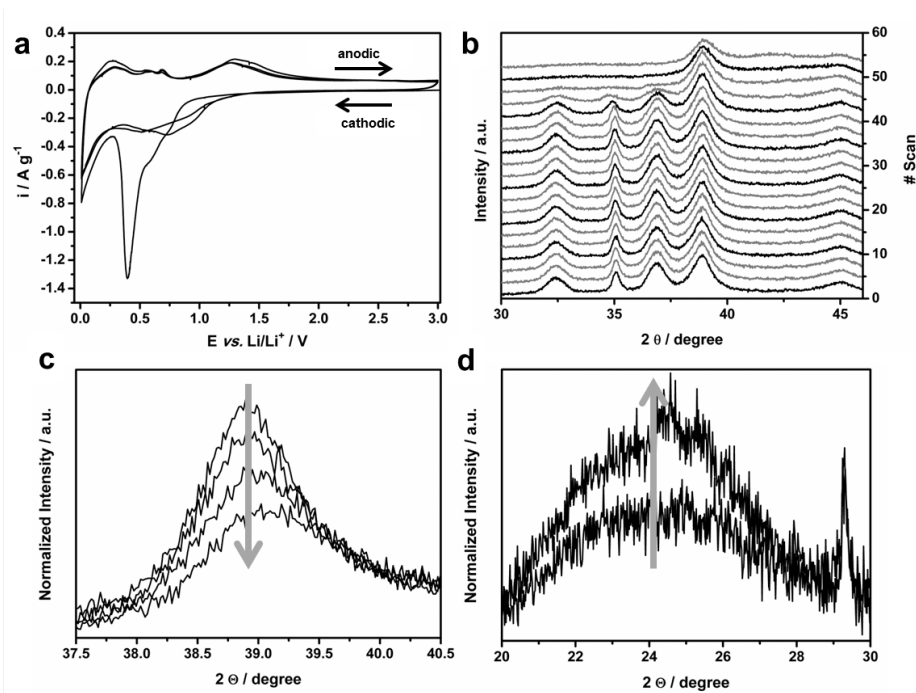 a
0.4
0.2
0.0
-0.2
-0.4
-0.6
-0.8
-1.0
-1.2
-1.4
i / A g⁻¹
anodic
cathodic
0.0 0.5 1.0 1.5 2.0 2.5 3.0
E vs. Li/Li⁺ / V
b
Intensity / a.u.
60
50
40
30
20
10
0
# Scan
30 35 40 45
2 θ / degree
c
Normalized Intensity / a.u.
37.5 38.0 38.5 39.0 39.5 40.0 40.5
2 Θ / degree
d
Normalized Intensity / a.u.
20 22 24 26 28 30
2 Θ / degree